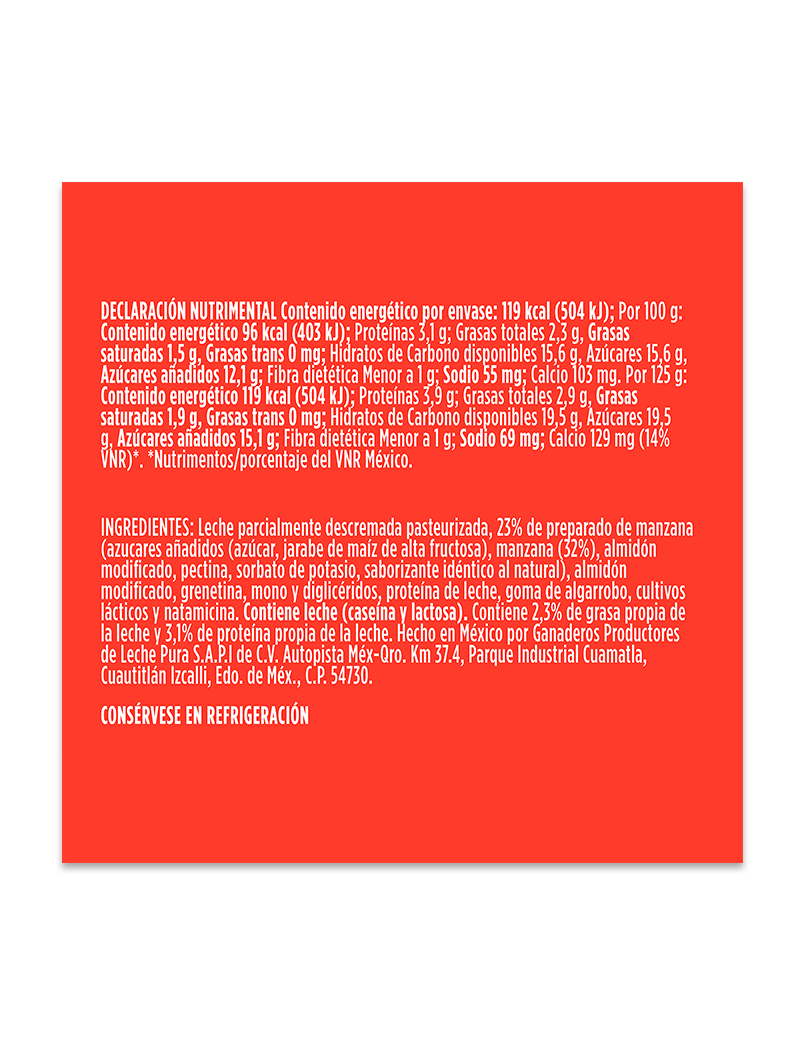 DECLARACIÓN NUTRIMENTAL Contenido energético por envase: 119 kcal (504 kJ); Por 100 g:
Contenido energético 96 kcal (403 kJ); Proteínas 3,1 g; Grasas totales 2,3 g, Grasas
saturadas 1,5 g, Grasas trans 0 mg; Hidratos de Carbono disponibles 15,6 g, Azúcares 15,6 g,
Azúcares añadidos 12,1 g; Fibra dietética Menor a 1 g; Sodio 55 mg; Calcio 103 mg. Por 125 g:
Contenido energético 119 kcal (504 kJ); Proteínas 3,9 g; Grasas totales 2,9 g, Grasas
saturadas 1,9 g, Grasas trans 0 mg; Hidratos de Carbono disponibles 19,5 g, Azúcares 19,5
g, Azúcares añadidos 15,1 g; Fibra dietética Menor a 1 g; Sodio 69 mg; Calcio 129 mg (14%
VNR)*. *Nutrimentos/porcentaje del VNR México.
INGREDIENTES: Leche parcialmente descremada pasteurizada, 23% de preparado de manzana
(azucares añadidos (azúcar, jarabe de maíz de alta fructosa), manzana (32%), almidón
modificado, pectina, sorbato de potasio, saborizante idéntico al natural), almidón
modificado, grenetina, mono y diglicéridos, proteína de leche, goma de algarrobo, cultivos
lácticos y natamicina. Contiene leche (caseína y lactosa). Contiene 2,3% de grasa propia de
la leche y 3,1% de proteína propia de la leche. Hecho en México por Ganaderos Productores
de Leche Pura S.A.P.I de C.V. Autopista Méx-Qro. Km 37.4, Parque Industrial Cuamatla,
Cuautitlán Izcalli, Edo. de Méx., C.P. 54730.
CONSÉRVESE EN REFRIGERACIÓN